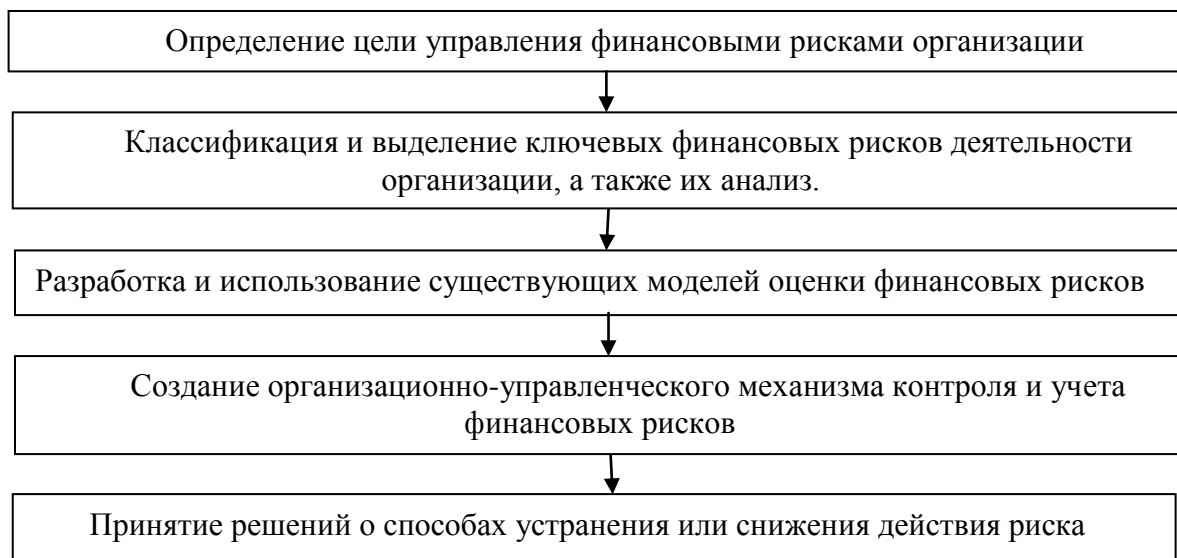 Определение цели управления финансовыми рисками организации
Классификация и выделение ключевых финансовых рисков деятельности
организации, а также их анализ.
Разработка и использование существующих моделей оценки финансовых рисков
Создание организационно-управленческого механизма контроля и учета
финансовых рисков
Принятие решений о способах устранения или снижения действия риска